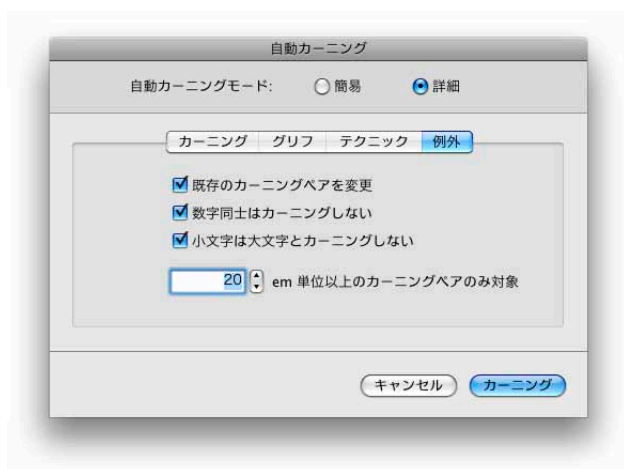 自動カーニング
自動カーニングモード: 簡易 詳細
カーニング グリフ テクニック 例外
既存のカーニングペアを変更
数字同士はカーニングしない
小文字は大文字とカーニングしない
20 em 単位以上のカーニングペアのみ対象
キャンセル カーニング